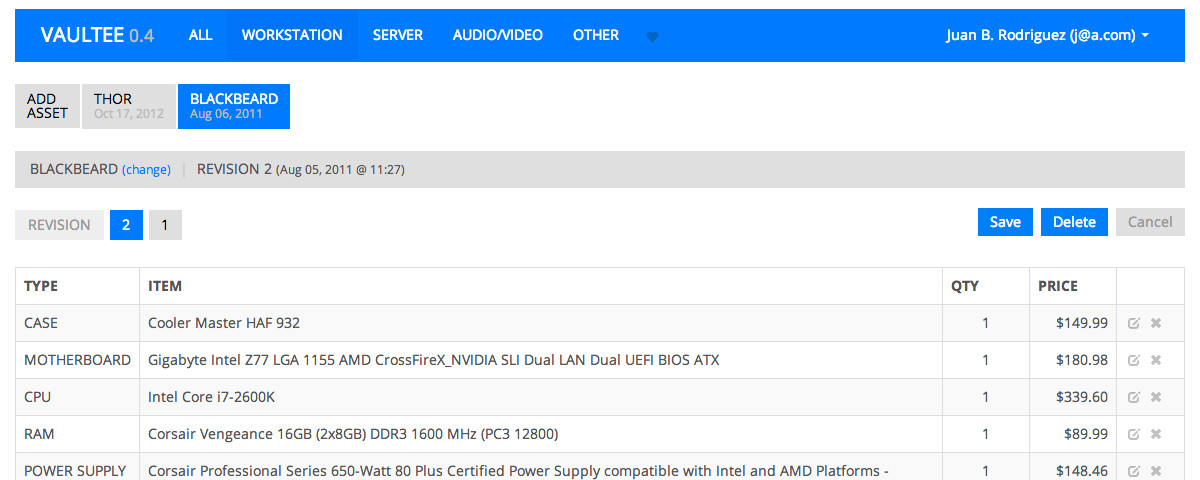 VAULTEE 0.4 ALL WORKSTATION SERVER AUDIO/VIDEO OTHER Juan B. Rodriguez (j@a.com)
ADD ASSET
THOR
Oct 17, 2012
BLACKBEARD
Aug 06, 2011
BLACKBEARD (change) | REVISION 2 (Aug 05, 2011 @ 11:27)
REVISION 2 1 Save Delete Cancel
TYPE ITEM QTY PRICE
CASE Cooler Master HAF 932 1 $149.99
MOTHERBOARD Gigabyte Intel Z77 LGA 1155 AMD CrossFireX_NVIDIA SLI Dual LAN Dual UEFI BIOS ATX 1 $180.98
CPU Intel Core i7-2600K 1 $339.60
RAM Corsair Vengeance 16GB (2x8GB) DDR3 1600 MHz (PC3 12800) 1 $89.99
POWER SUPPLY Corsair Professional Series 650-Watt 80 Plus Certified Power Supply compatible with Intel and AMD Platforms - 1 $148.46